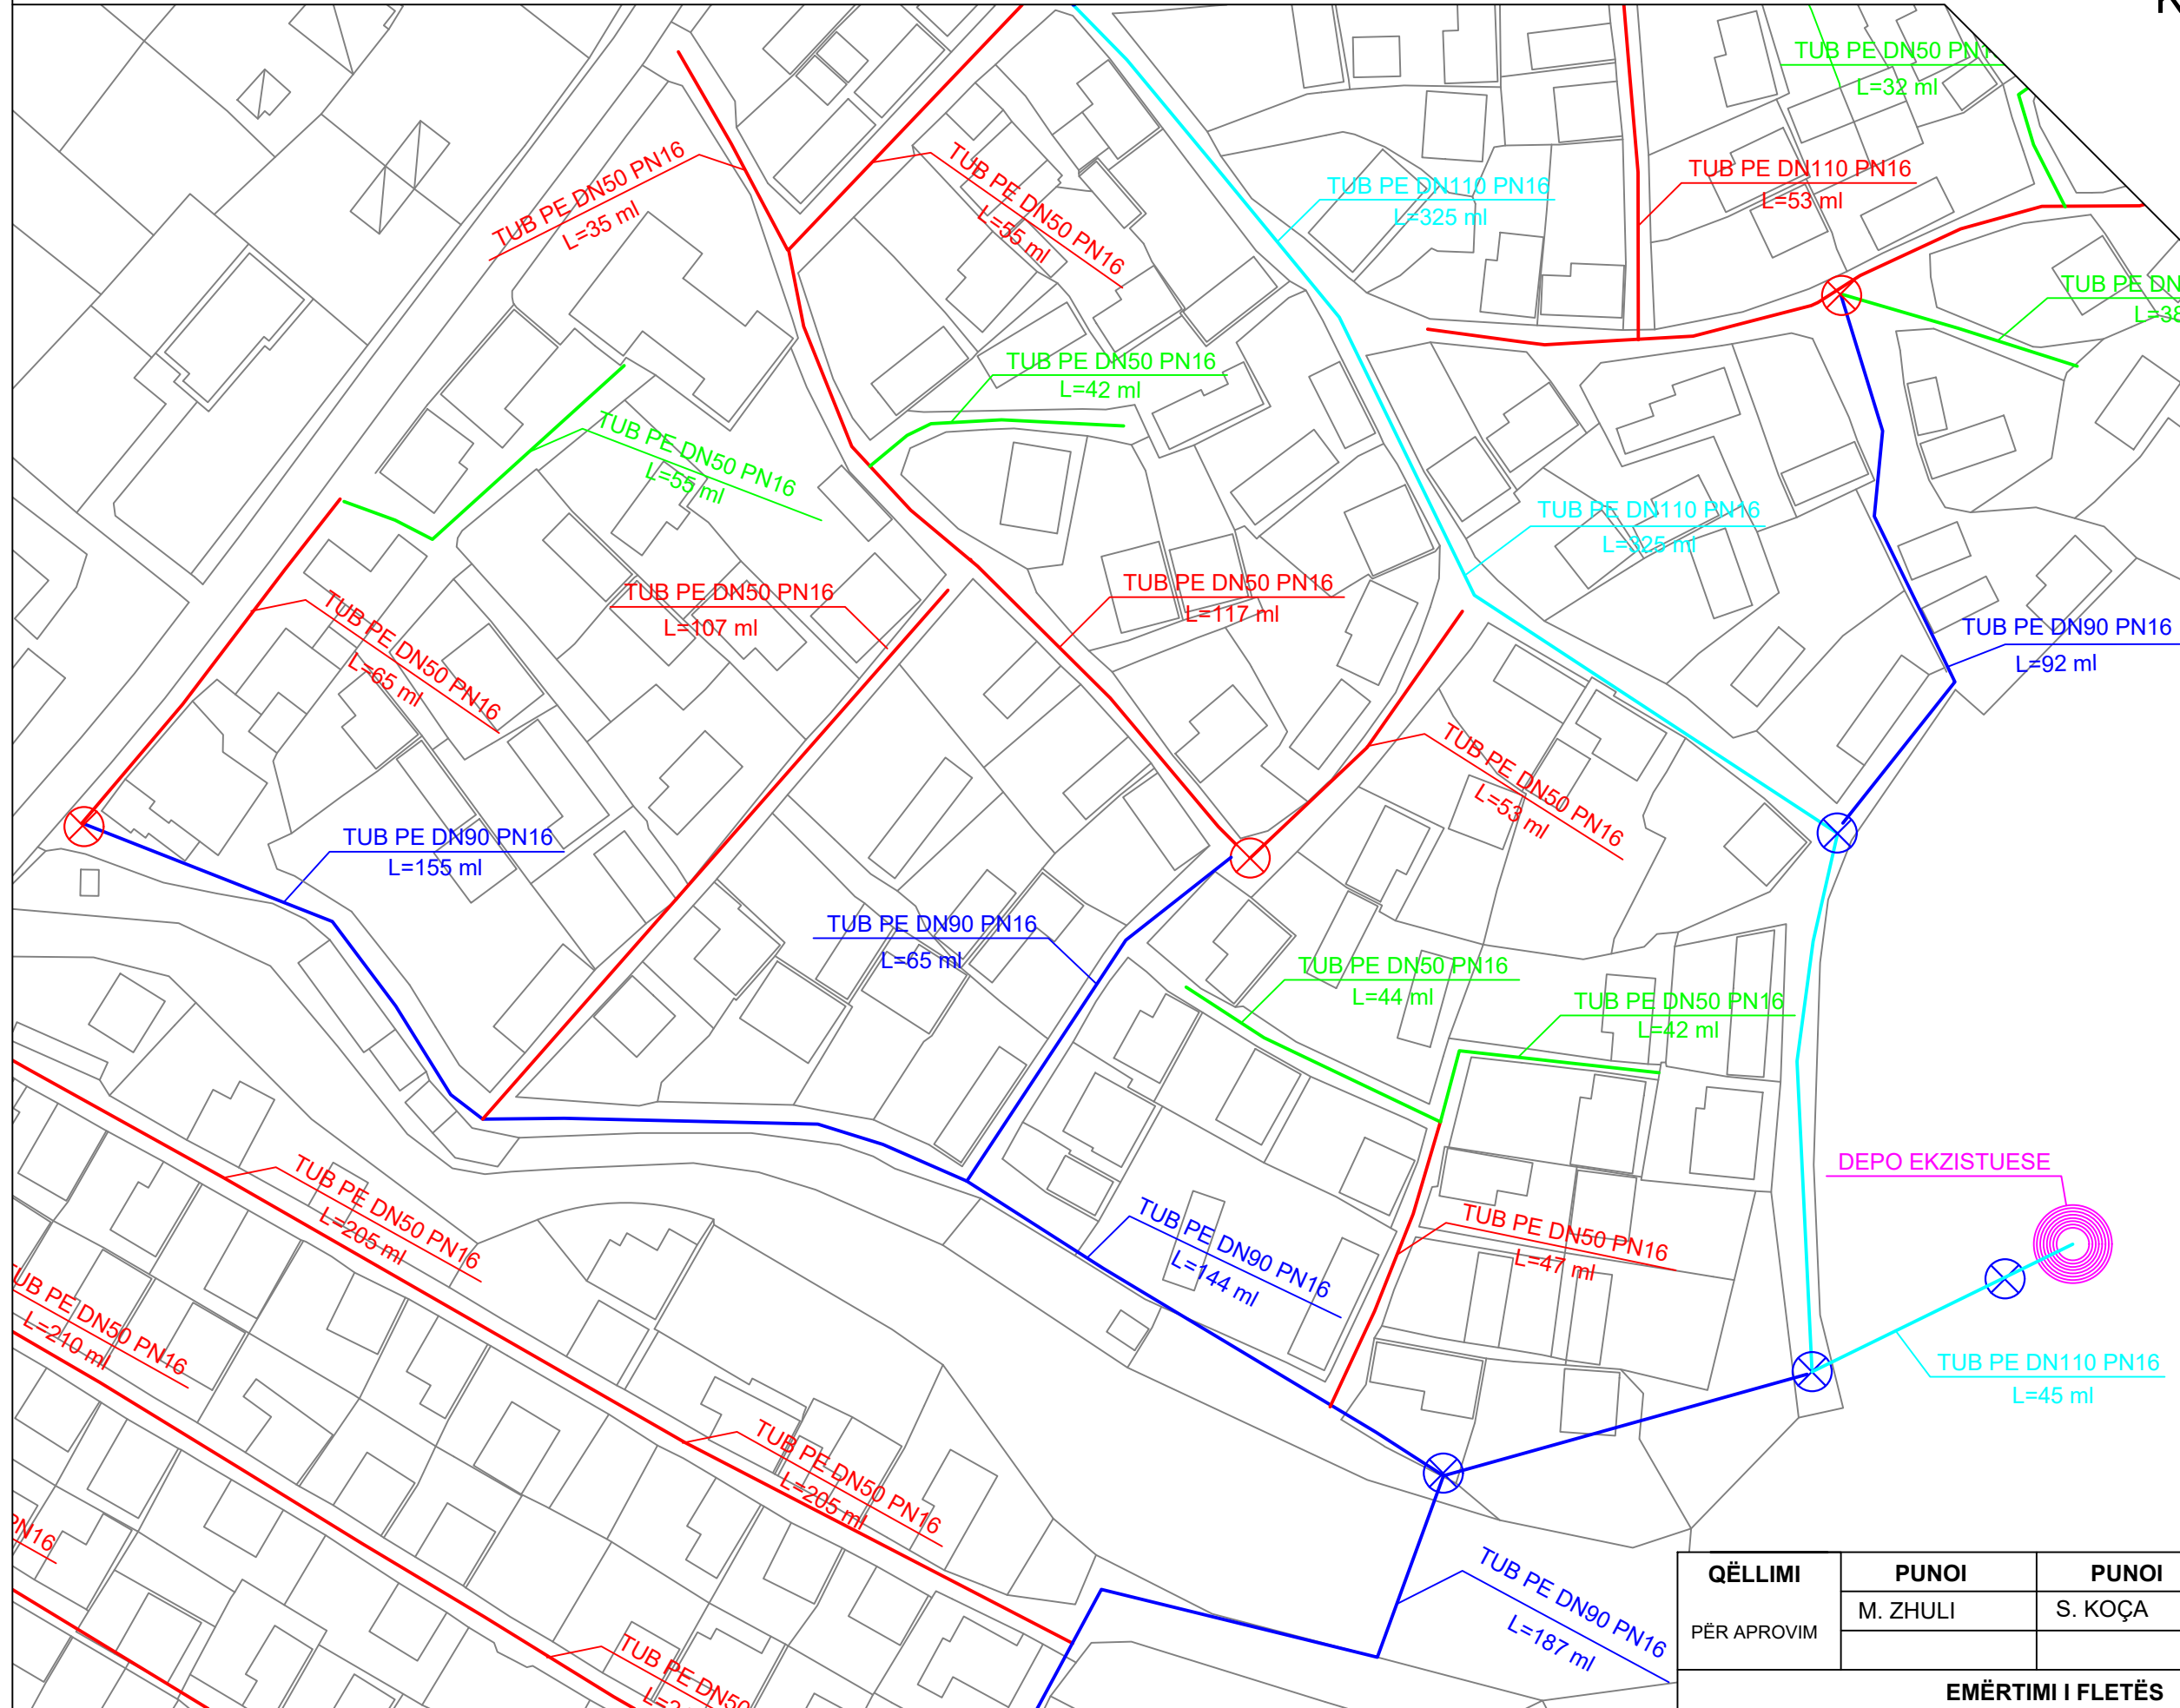 TUB PE DN50
L=32 ml
TUB PE DN50 PN16
L=35 ml
TUB PE DN50 PN16
L=55 ml
TUB PE DN110 PN16
L=325 ml
TUB PE DN110 PN16
L=53 ml
TUB PE DN
L=38
TUB PE DN50 PN16
L=42 ml
TUB PE DN50 PN16
L=55 ml
TUB PE DN110 PN16
L=325 ml
TUB PE DN50 PN16
L=107 ml
TUB PE DN50 PN16
L=117 ml
TUB PE DN50 PN16
L=65 ml
TUB PE DN90 PN16
L=92 ml
TUB PE DN50 PN16
L=53 ml
TUB PE DN90 PN16
L=155 ml
TUB PE DN90 PN16
L=65 ml
TUB PE DN50 PN16
L=44 ml
TUB PE DN50 PN16
L=42 ml
DEPO EKZISTUESE
TUB PE DN50 PN16
L=205 ml
TUB PE DN90 PN16
L=144 ml
TUB PE DN50 PN16
L=47 ml
TUB PE DN50 PN16
L=210 ml
TUB PE DN110 PN16
L=45 ml
TUB PE DN50 PN16
L=205 ml
PN16
TUB PE DN90 PN16
L=187 ml
TUB PE DN50
QËLLIMI
PUNOI
PUNOI
M. ZHULI
S. KOÇA
PËR APROVIM
EMËRTIMI I FLETËS